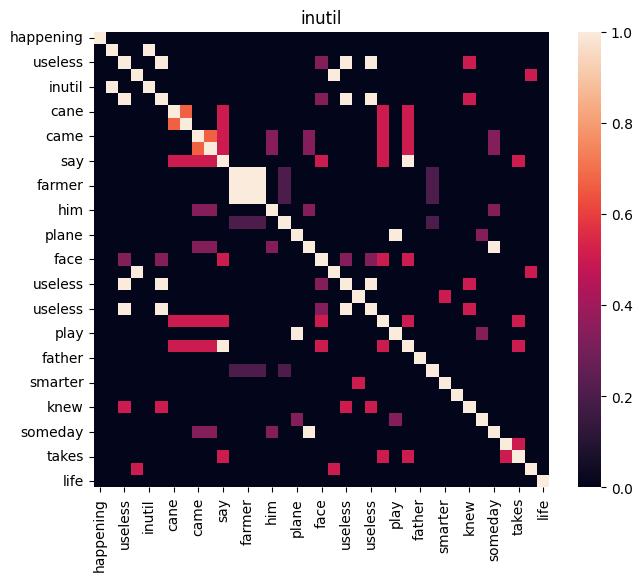 inutil
happening
useless
inutil
cane
came
say
farmer
him
plane
face
useless
useless
play
father
smarter
knew
someday
takes
life
1.0
0.8
0.6
0.4
0.2
0.0
happening
useless
inutil
cane
came
say
farmer
him
plane
face
useless
useless
play
father
smarter
knew
someday
takes
life